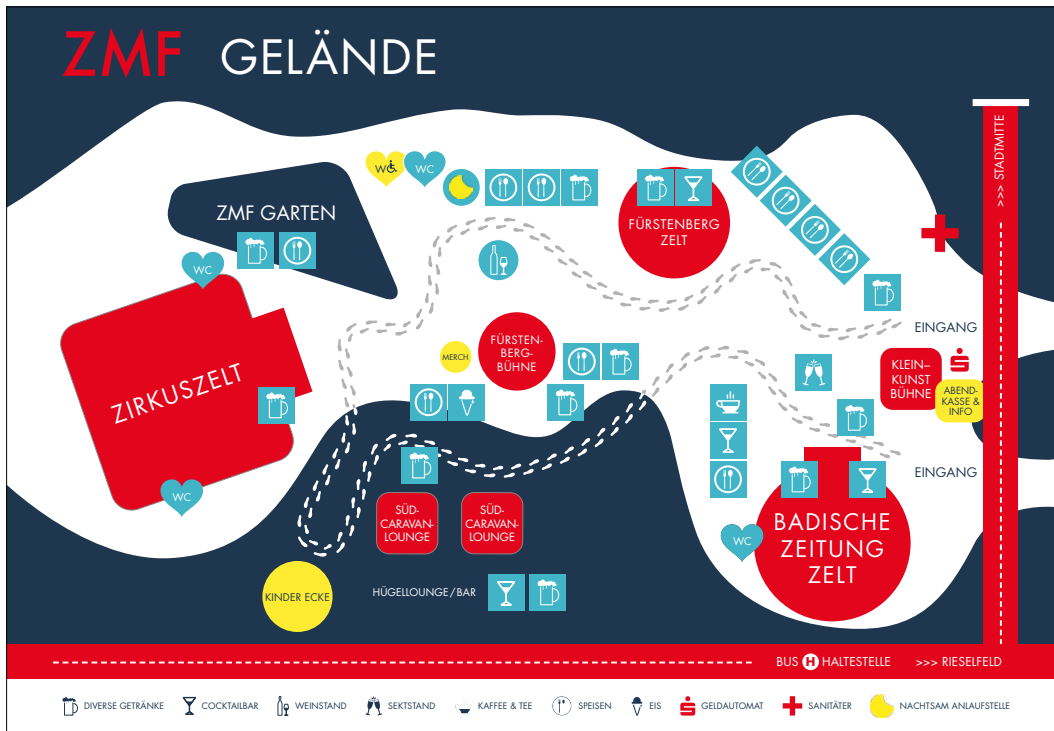 ZMF GELÄNDE
>>> STADTMITTE
WC
WC
ZMF GARTEN
FÜRSTENBERG
ZELT
WC
EINGANG
MERCH
FÜRSTEN-
BERG-
BÜHNE
ZIRKUSZELT
KLEIN–
KUNST
BÜHNE
ABEND-
KASSE &
INFO
EINGANG
WC
SÜD-
CARAVAN-
LOUNGE
SÜD-
CARAVAN-
LOUNGE
BADISCHE
ZEITUNG
ZELT
WC
KINDER ECKE
HÜGELLOUNGE/BAR
BUS H HALTESTELLE >>> RIESELFELD
DIVERSE GETRÄNKE COCKTAILBAR WEINSTAND SEKTSTAND KAFFEE & TEE SPEISEN EIS GELDAUTOMAT SANITÄTER NACHTSAM ANLAUFSTELLE